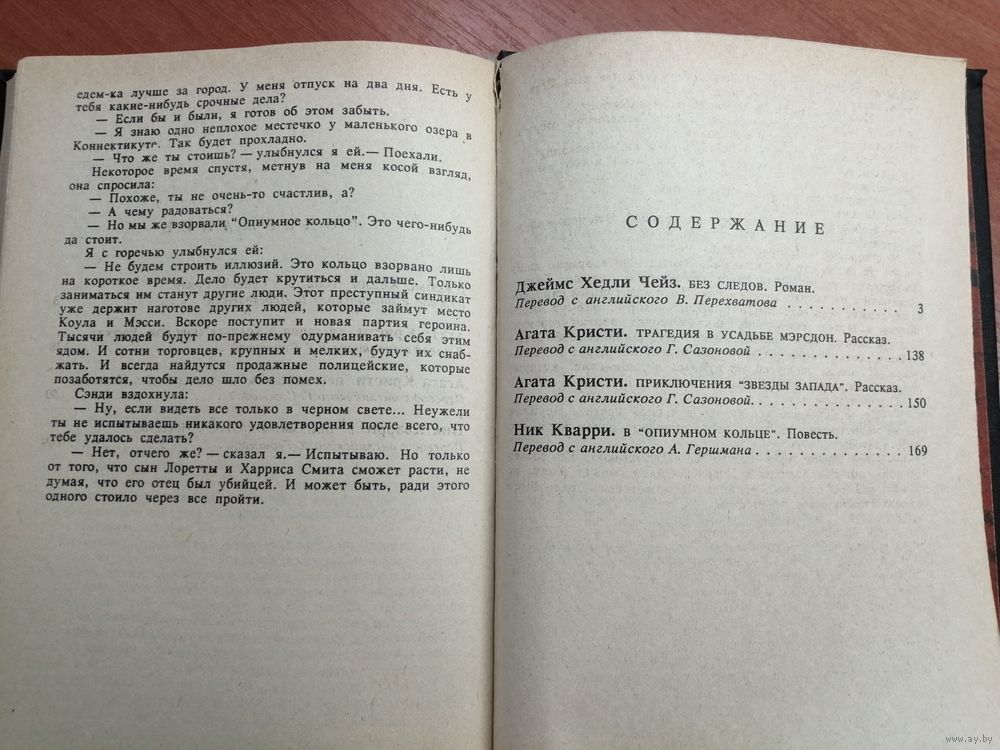 едем-ка лучше за город. У меня отпуск на два дня. Есть у
тебя какие-нибудь срочные дела?
— Если бы и были, я готов об этом забыть.
— Я знаю одно неплохое местечко у маленького озера в
Коннектикуте. Так будет прохладно.
— Что же ты стоишь? — улыбнулся я ей.— Поехали.
Некоторое время спустя, метнув на меня косой взгляд,
она спросила:
— Похоже, ты не очень-то счастлив, а?
— А чему радоваться?
— Но мы же взорвали "Опиумное кольцо". Это чего-нибудь
да стоит.
Я с горечью улыбнулся ей:
— Не будем строить иллюзий. Это кольцо взорвано лишь
на короткое время. Дело будет крутиться и дальше. Только
заниматься им станут другие люди. Этот преступный синдикат
уже держит наготове других людей, которые займут место
Коула и Мэсси. Вскоре поступит и новая партия героина.
Тысячи людей будут по-прежнему одурманивать себя этим
ядом. И сотни торговцев, крупных и мелких, будут их снаб-
жать. И всегда найдутся продажные полицейские, которые
позаботятся, чтобы дело шло без помех.
Сэнди вздохнула:
— Ну, если видеть все только в черном свете... Неужели
ты не испытываешь никакого удовлетворения после всего, что
тебе удалось сделать?
— Нет, отчего же? — сказал я.— Испытываю. Но только
от того, что сын Лоретты и Харриса Смита сможет расти, не
думая, что его отец был убийцей. И может быть, ради этого
одного стоило через все пройти.
СОДЕРЖАНИЕ
Джеймс Хедли Чейз. БЕЗ СЛЕДОВ. Роман.
Перевод с английского В. Перехватова . . . . . . . . . . 3
Агата Кристи. ТРАГЕДИЯ В УСАДЬБЕ МЭРСДОН. Рассказ.
Перевод с английского Г. Сазоновой . . . . . . . . . . . . . 138
Агата Кристи. ПРИКЛЮЧЕНИЯ "ЗВЕЗДЫ ЗАПАДА". Рассказ.
Перевод с английского Г. Сазоновой. . . . . . . . . . . . . 150
Ник Кварри. В "ОПИУМНОМ КОЛЬЦЕ". Повесть.
Перевод с английского А. Гершмана . . . . . . . . . . . . . 169
www.ay.by